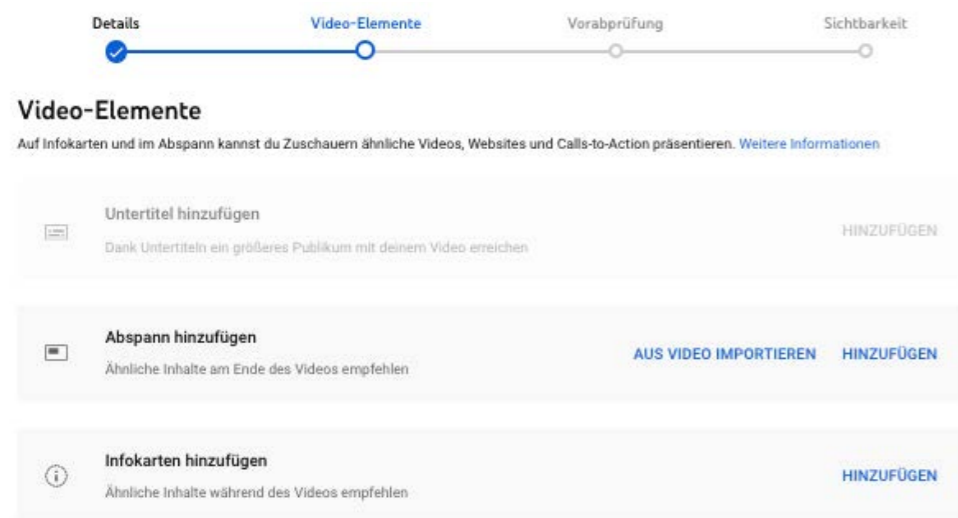 Details Video-Elemente Vorabprüfung Sichtbarkeit
Video-Elemente
Auf Infokarten und im Abspann kannst du Zuschauern ähnliche Videos, Websites und Calls-to-Action präsentieren. Weitere Informationen
Untertitel hinzufügen
HINZUFÜGEN
Dank Untertiteln ein größeres Publikum mit deinem Video erreichen
Abspann hinzufügen
AUS VIDEO IMPORTIEREN HINZUFÜGEN
Ähnliche Inhalte am Ende des Videos empfehlen
Infokarten hinzufügen
HINZUFÜGEN
Ähnliche Inhalte während des Videos empfehlen